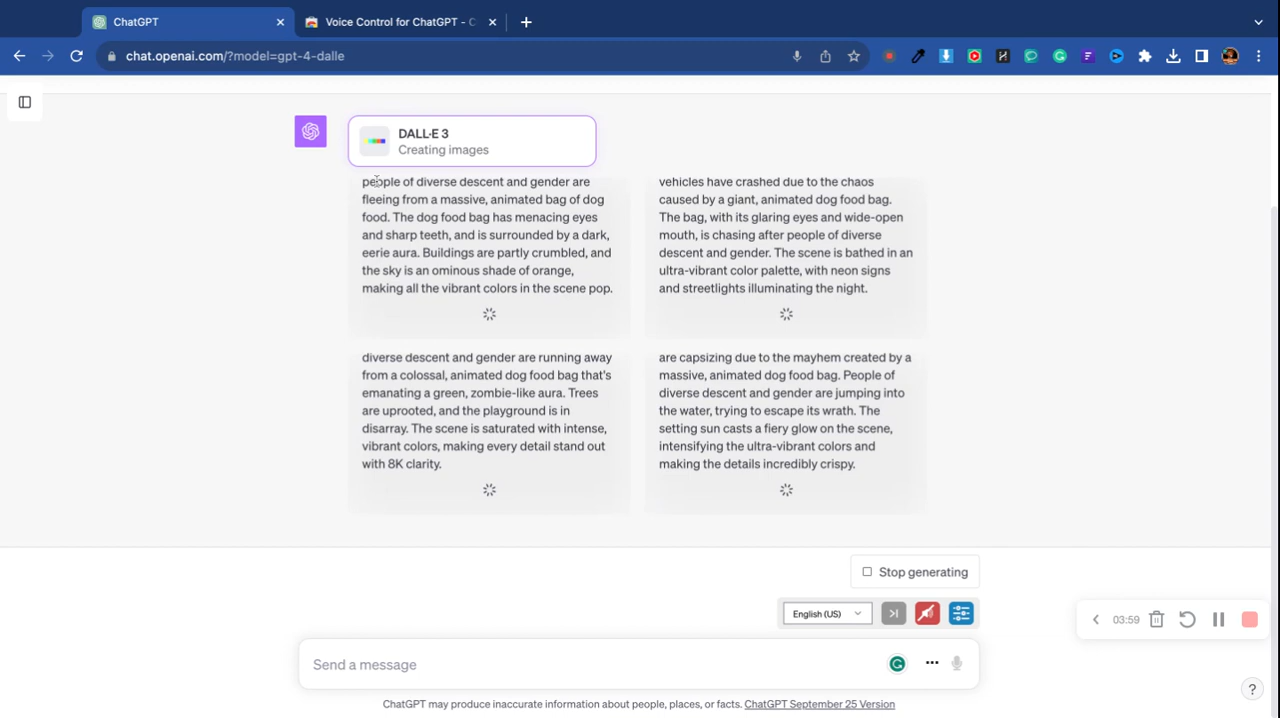 ChatGPT
Voice Control for ChatGPT - C
chat.openai.com/?model=gpt-4-dalle
DALL·E 3
Creating images
people of diverse descent and gender are
fleeing from a massive, animated bag of dog
food. The dog food bag has menacing eyes
and sharp teeth, and is surrounded by a dark,
eerie aura. Buildings are partly crumbled, and
the sky is an ominous shade of orange,
making all the vibrant colors in the scene pop.
vehicles have crashed due to the chaos
caused by a giant, animated dog food bag.
The bag, with its glaring eyes and wide-open
mouth, is chasing after people of diverse
descent and gender. The scene is bathed in an
ultra-vibrant color palette, with neon signs
and streetlights illuminating the night.
diverse descent and gender are running away
from a colossal, animated dog food bag that's
emanating a green, zombie-like aura. Trees
are uprooted, and the playground is in
disarray. The scene is saturated with intense,
vibrant colors, making every detail stand out
with 8K clarity.
are capsizing due to the mayhem created by a
massive, animated dog food bag. People of
diverse descent and gender are jumping into
the water, trying to escape its wrath. The
setting sun casts a fiery glow on the scene,
intensifying the ultra-vibrant colors and
making the details incredibly crispy.
Stop generating
English (US)
03:59
Send a message
ChatGPT may produce inaccurate information about people, places, or facts. ChatGPT September 25 Version
?